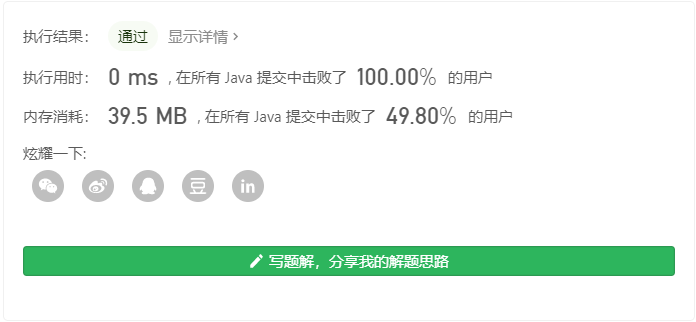 执行结果： 通过 显示详情 >
执行用时： 0 ms , 在所有 Java 提交中击败了 100.00% 的用户
内存消耗： 39.5 MB , 在所有 Java 提交中击败了 49.80% 的用户
炫耀一下:
豆 in
写题解，分享我的解题思路